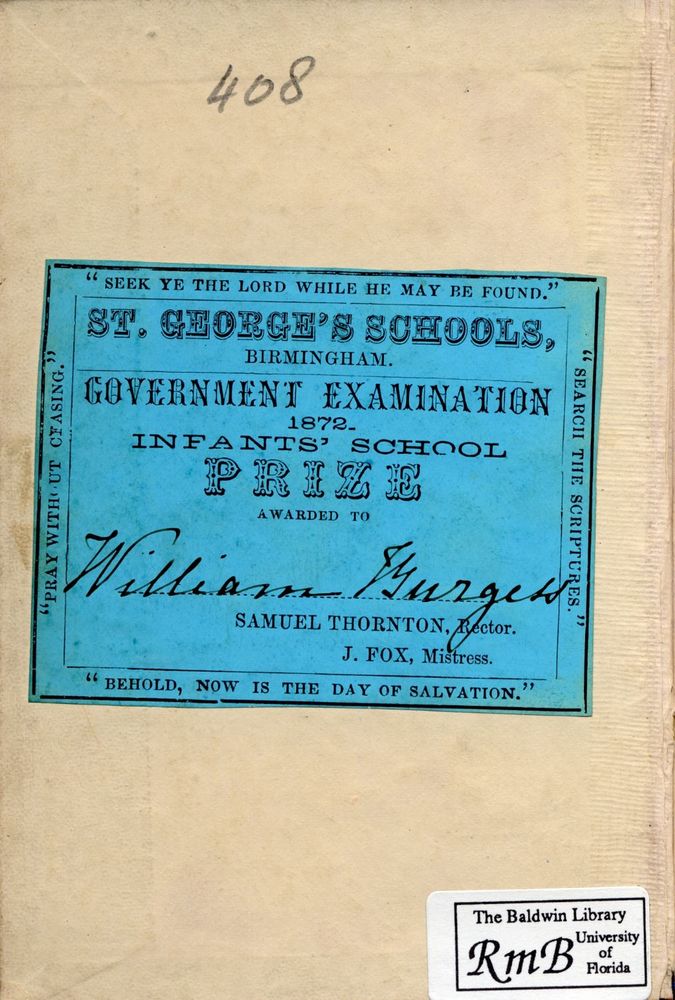 408
“ SEEK YE THE LORD WHILE HE MAY BE FOUND.”
ST. GEORGE'S SCHOOLS,
BIRMINGHAM.
GOVERNMENT EXAMINATION
1872.
INFANTS' SCHOOL
PRIZE
AWARDED TO
William Burgess
SAMUEL THORNTON, Rector.
J. FOX, Mistress.
“ BEHOLD, NOW IS THE DAY OF SALVATION.”
“PRAY WITHOUT CEASING.”
“ SEARCH THE SCRIPTURES. ”
The Baldwin Library
RmB University
of
Florida